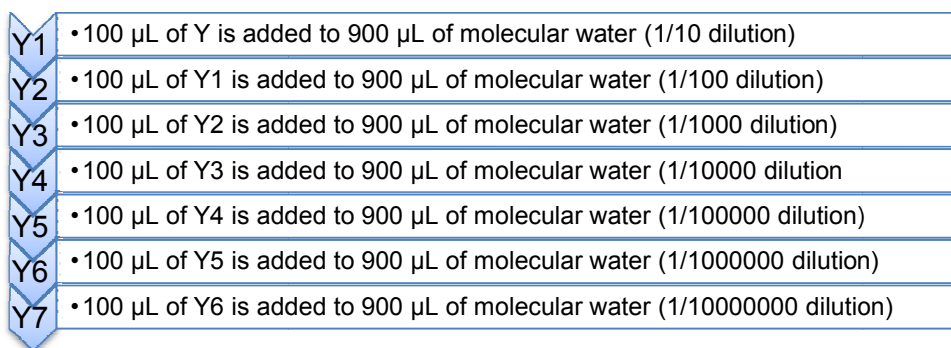 Y1 •100 µL of Y is added to 900 µL of molecular water (1/10 dilution)
Y2 •100 µL of Y1 is added to 900 µL of molecular water (1/100 dilution)
Y3 •100 µL of Y2 is added to 900 µL of molecular water (1/1000 dilution)
Y4 •100 µL of Y3 is added to 900 µL of molecular water (1/10000 dilution
Y5 •100 µL of Y4 is added to 900 µL of molecular water (1/100000 dilution)
Y6 •100 µL of Y5 is added to 900 µL of molecular water (1/1000000 dilution)
Y7 •100 µL of Y6 is added to 900 µL of molecular water (1/10000000 dilution)